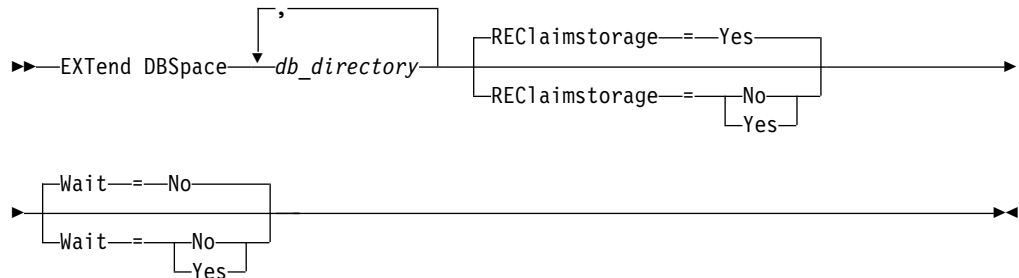 ,
REClaimstorage = Yes
EXTend DBSpace db_directory
REClaimstorage = No
Yes
Wait = No
Wait = No
Yes